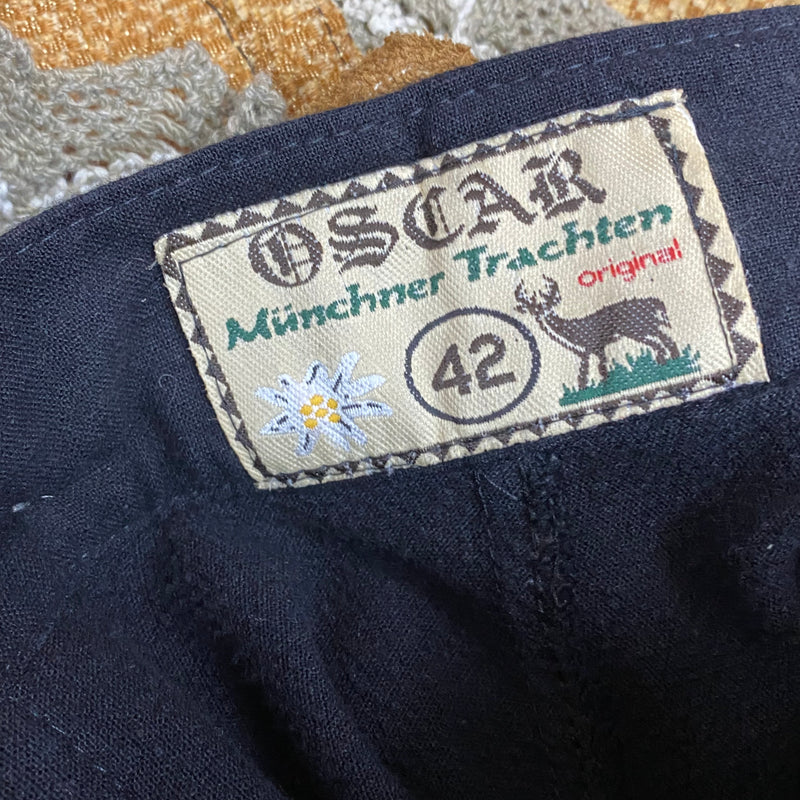 OSCAR
Münchner Trachten
original
42